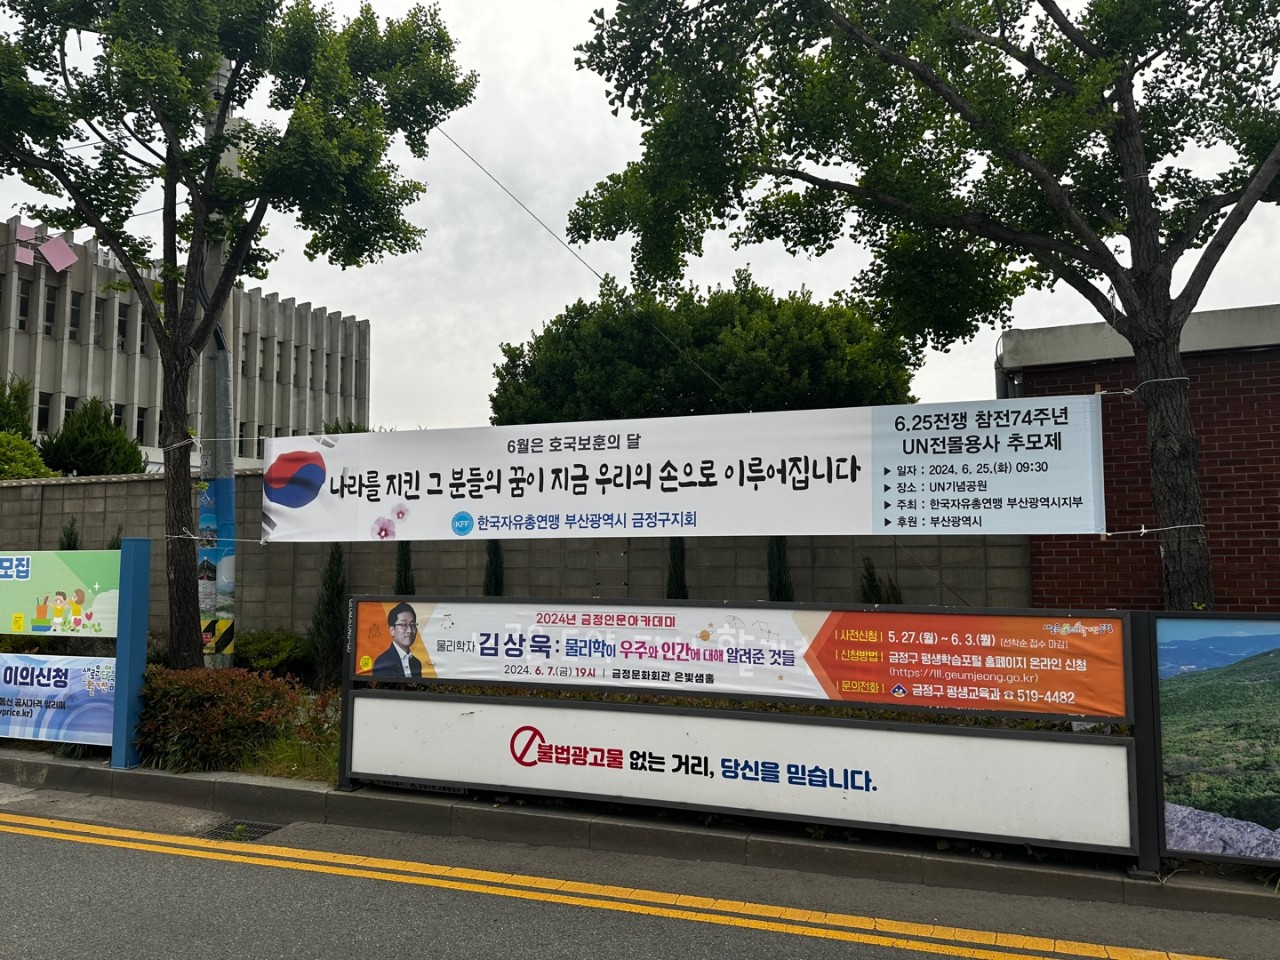 6월은 호국보훈의 달
나라를 지킨 그 분들의 꿈이 지금 우리의 손으로 이루어집니다
KFF 한국자유총연맹 부산광역시 금정구지회
6.25전쟁 참전74주년
UN전몰용사 추모제
▶ 일자 : 2024. 6. 25.(화) 09:30
▶ 장소 : UN기념공원
▶ 주최 : 한국자유총연맹 부산광역시지부
▶ 후원 : 부산광역시
모집
이의신청
price.kr)
2024년 금정인문아카데미
물리학자 김상욱 : 물리학이 우주와 인간에 대해 알려준 것들
2024. 6. 7.(금) 19시 | 금정문화회관 은빛샘홀
| 사전신청 | 5. 27.(월) ~ 6. 3.(월) [선착순 접수 마감]
| 신청방법 | 금정구 평생학습포털 홈페이지 온라인 신청
(https://lll.geumjeong.go.kr)
| 문의전화 | 금정구 평생교육과 ☎ 519-4482
불법광고물 없는 거리, 당신을 믿습니다.